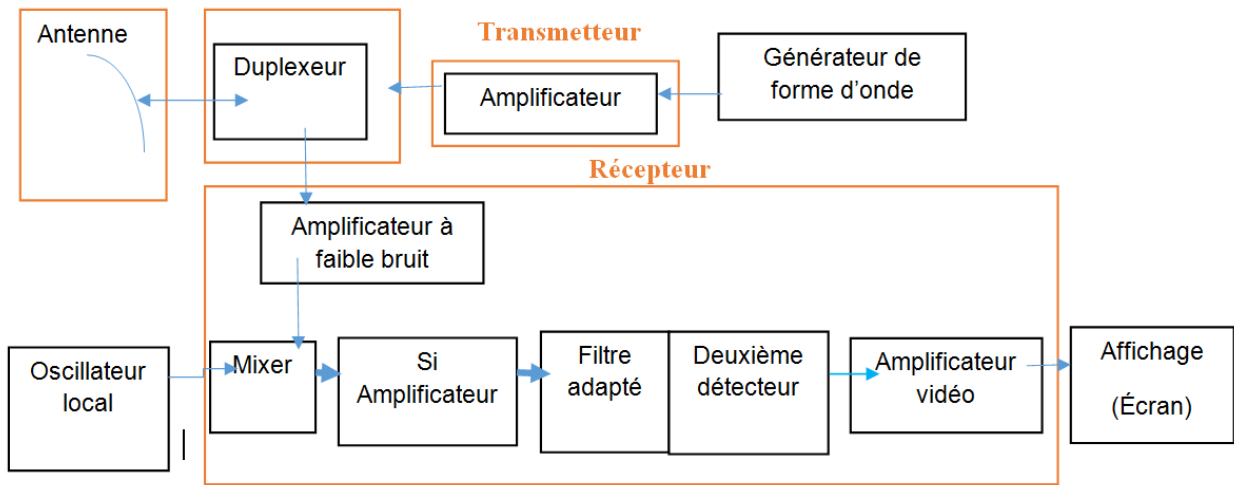 Antenne
Duplexeur
Transmetteur
Amplificateur
Générateur de
forme d'onde
Récepteur
Amplificateur à
faible bruit
Oscillateur
local
Mixer
Si
Amplificateur
Filtre
adapté
Deuxième
détecteur
Amplificateur
vidéo
Affichage
(Écran)